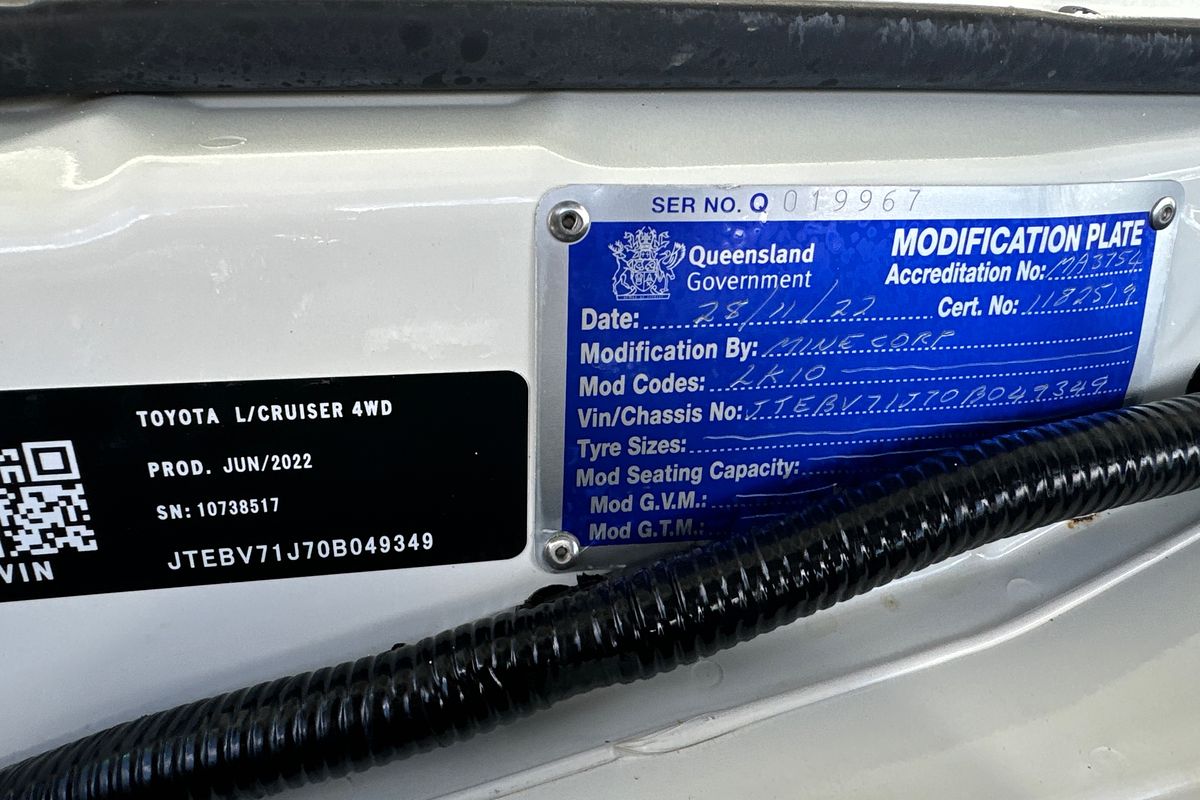 TOYOTA L/CRUISER 4WD
PROD. JUN/2022
SN: 10738517
JTEBV71J70B049349
VIN
SER NO. Q 019967
Queensland
Government
MODIFICATION PLATE
Accreditation No: MA3754
Date: 28/11/22 Cert. No: 1182519
Modification By: MINECORP
Mod Codes: LK10
Vin/Chassis No: JTEBV71J70B049349
Tyre Sizes:
Mod Seating Capacity:
Mod G.V.M.:
Mod G.T.M.: